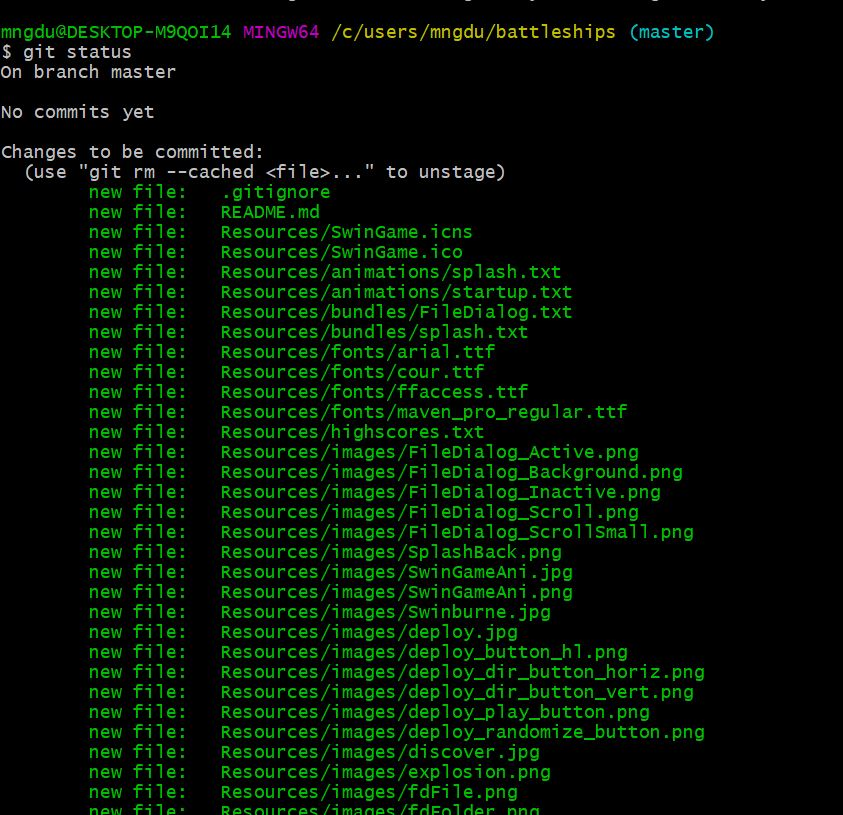 mngdu@DESKTOP-M9QOI14 MINGW64 /c/users/mngdu/battleships (master)
$ git status
On branch master
No commits yet
Changes to be committed:
(use "git rm --cached <file>..." to unstage)
new file: .gitignore
new file: README.md
new file: Resources/SwinGame.icns
new file: Resources/SwinGame.ico
new file: Resources/animations/splash.txt
new file: Resources/animations/startup.txt
new file: Resources/bundles/FileDialog.txt
new file: Resources/bundles/splash.txt
new file: Resources/fonts/arial.ttf
new file: Resources/fonts/cour.ttf
new file: Resources/fonts/ffaccess.ttf
new file: Resources/fonts/maven_pro_regular.ttf
new file: Resources/highscores.txt
new file: Resources/images/FileDialog_Active.png
new file: Resources/images/FileDialog_Background.png
new file: Resources/images/FileDialog_Inactive.png
new file: Resources/images/FileDialog_Scroll.png
new file: Resources/images/FileDialog_ScrollSmall.png
new file: Resources/images/SplashBack.png
new file: Resources/images/SwinGameAni.jpg
new file: Resources/images/SwinGameAni.png
new file: Resources/images/Swinburne.jpg
new file: Resources/images/deploy.jpg
new file: Resources/images/deploy_button_hl.png
new file: Resources/images/deploy_dir_button_horiz.png
new file: Resources/images/deploy_dir_button_vert.png
new file: Resources/images/deploy_play_button.png
new file: Resources/images/deploy_randomize_button.png
new file: Resources/images/discover.jpg
new file: Resources/images/explosion.png
new file: Resources/images/fdFile.png
new file: Resources/images/fdFolder.png